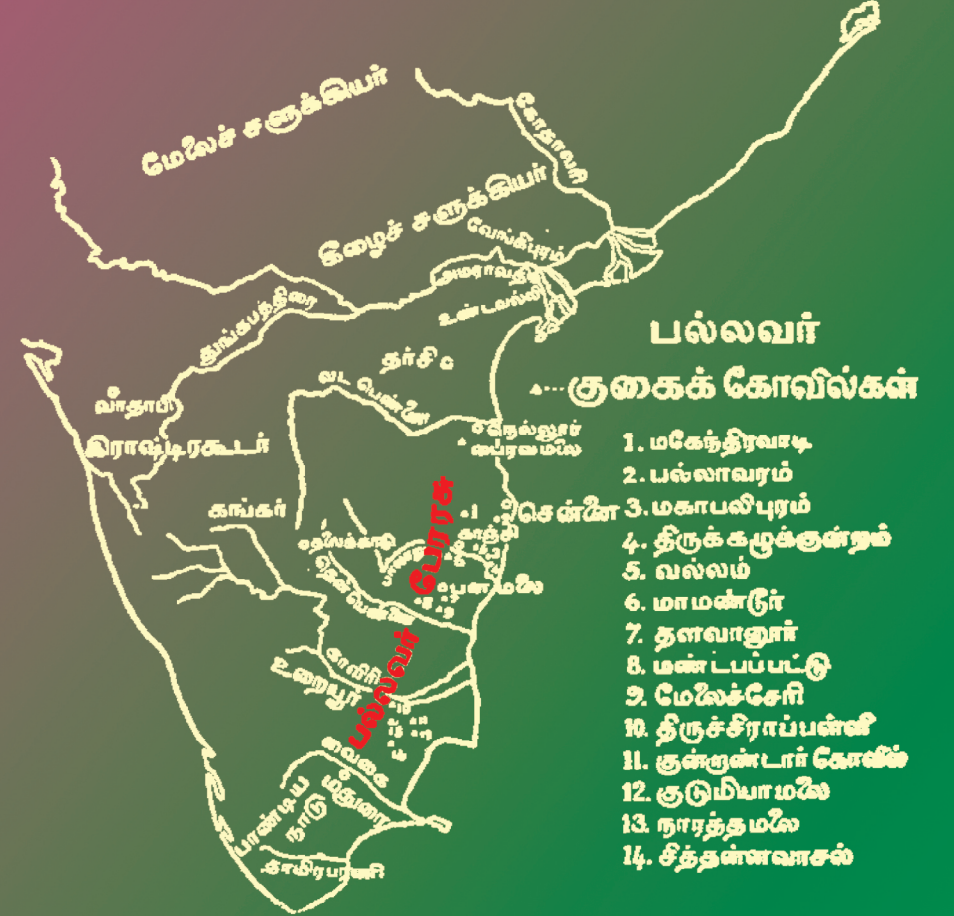 மேலைச் சளுக்கியர்
கோதாவரி
கீழைச் சளுக்கியர்
வேங்கிபுரம்
அமராவதி
உண்டவல்லி
துங்கபத்திரை
தர்சி
வாதாபி
வட பெண்ணை
நெல்லூர்
பைரவமலை
இராஷ்டிரகூடர்
கங்கர்
சென்னை
காஞ்சி
தலைக்காடு
தென்பெண்ணை
பனமலை
பல்லவர் பேரரசு
காவிரி
உறையூர்
வைகை
மதுரை
பாண்டிய
நாடு
தாமிரபரணி
பல்லவர்
குகைக் கோவில்கள்
1. மகேந்திரவாடி
2. பல்லாவரம்
3. மகாபலிபுரம்
4. திருக்கழுக்குன்றம்
5. வல்லம்
6. மாமண்டூர்
7. தளவானூர்
8. மண்டபப்பட்டு
9. மேலைச்சேரி
10. திருச்சிராப்பள்ளி
11. குன்றாண்டார் கோவில்
12. குடுமியாமலை
13. நாரத்தமலை
14. சித்தன்னவாசல்